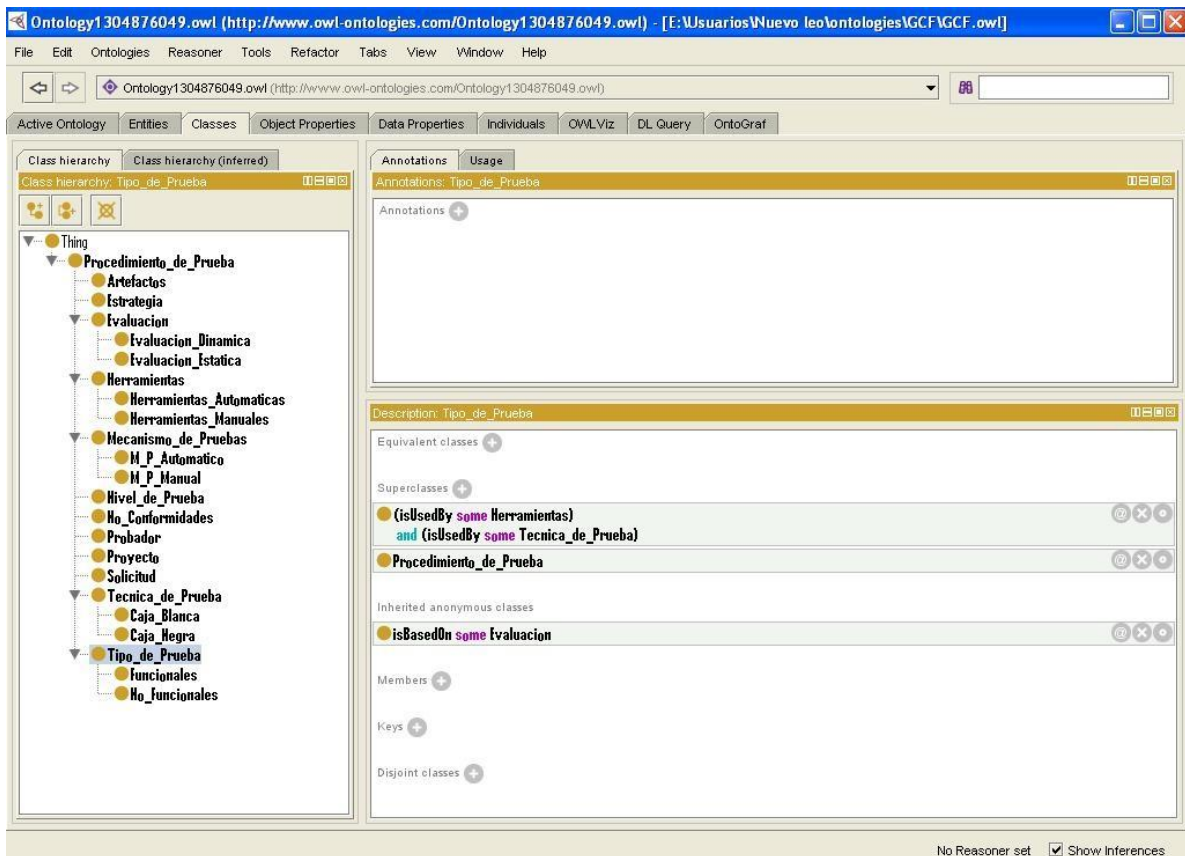 Ontology1304876049.owl (http://www.owl-ontologies.com/Ontology1304876049.owl) - [E:\Usarios\Nuevo leo\ontologies\GCF\GCF.owl]
File Edit Ontologies Reasoner Tools Refactor Tabs View Window Help
Ontology1304876049.owl (http://www.owl-ontologies.com/Ontology1304876049.owl)
Active Ontology Entities Classes Object Properties Data Properties Individuals OWLViz DL Query OntoGraf
Class hierarchy Class hierarchy (inferred)
Class hierarchy: Tipo_de_Prueba
Thing
Procedimiento_de_Prueba
Artefactos
Estrategia
Evaluacion
Evaluacion_Dinamica
Evaluacion_Estatica
Herramientas
Herramientas_Automaticas
Herramientas_Manuales
Mecanismo_de_Pruebas
M_P_Automatico
M_P_Manual
Nivel_de_Prueba
No_Conformidades
Probador
Proyecto
Solicitud
Tecnica_de_Prueba
Caja_Blanca
Caja_Negra
Tipo_de_Prueba
Funcionales
No_Funcionales
Annotations Usage
Annotations: Tipo_de_Prueba
Annotations
Description: Tipo_de_Prueba
Equivalent classes
Superclasses
(isUsedBy some Herramientas)
and (isUsedBy some Tecnica_de_Prueba)
Procedimiento_de_Prueba
Inherited anonymous classes
isBasedOn some Evaluacion
Members
Keys
Disjoint classes
No Reasoner set Show Inferences